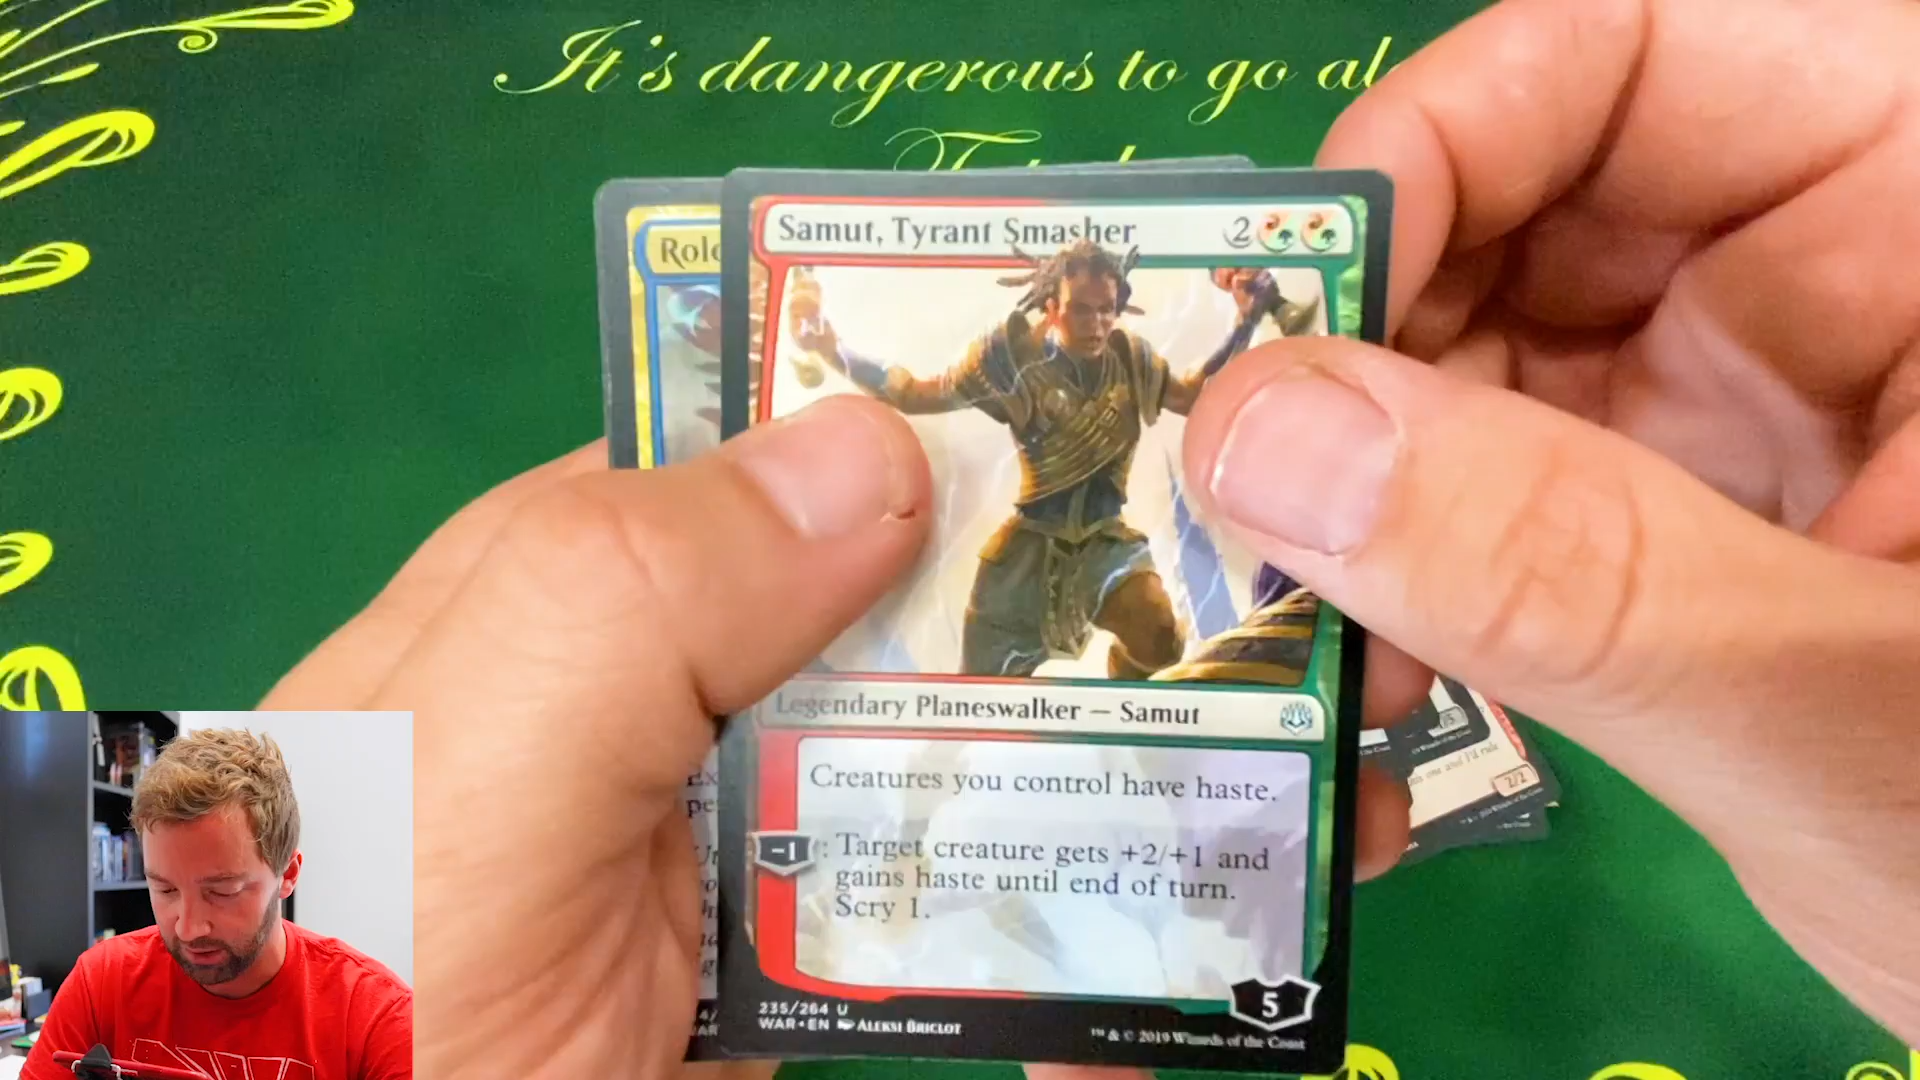 It's dangerous to go al
Samut, Tyrant Smasher 2
Legendary Planeswalker — Samut
Creatures you control have haste.
-1: Target creature gets +2/+1 and
gains haste until end of turn.
Scry 1.
5
235/264 U
WAR • EN Aleksi Briclot
™ & © 2019 Wizards of the Coast
Role
Ex
pe
2/2